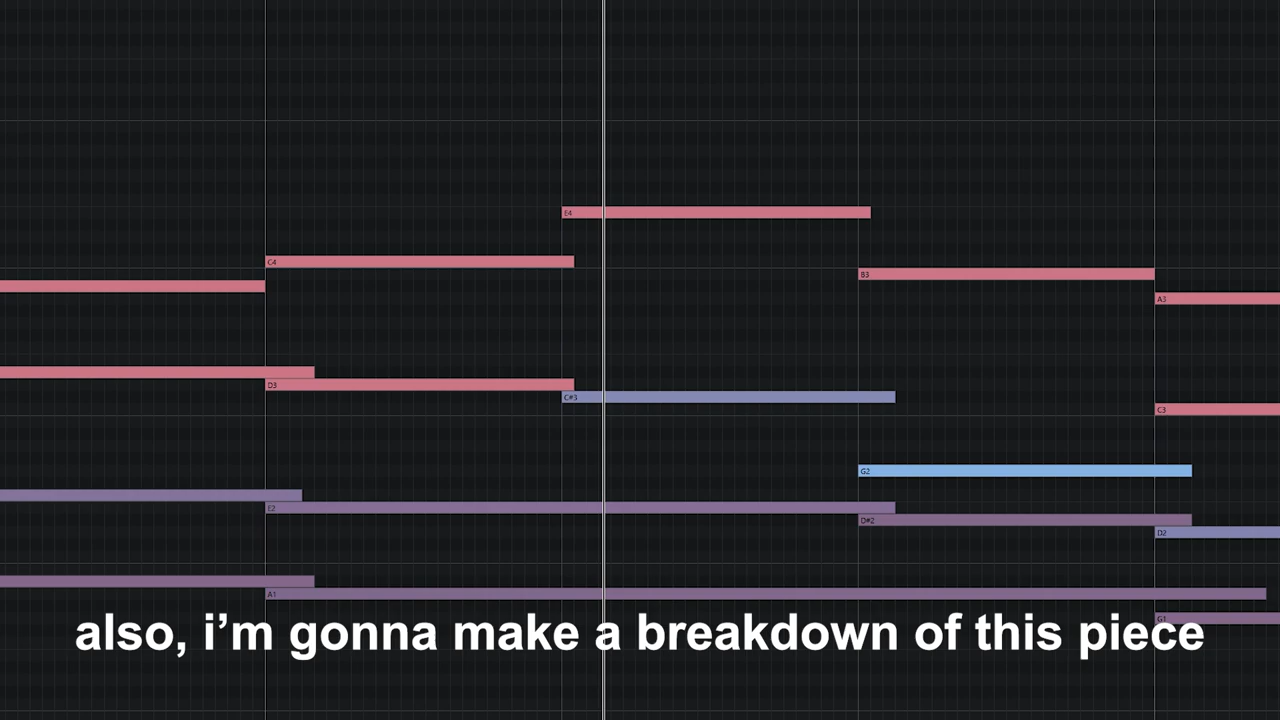 E4
C4
B3
A3
D3
C#3
C3
G2
E2
D#2
D2
A1
G1
also, i’m gonna make a breakdown of this piece